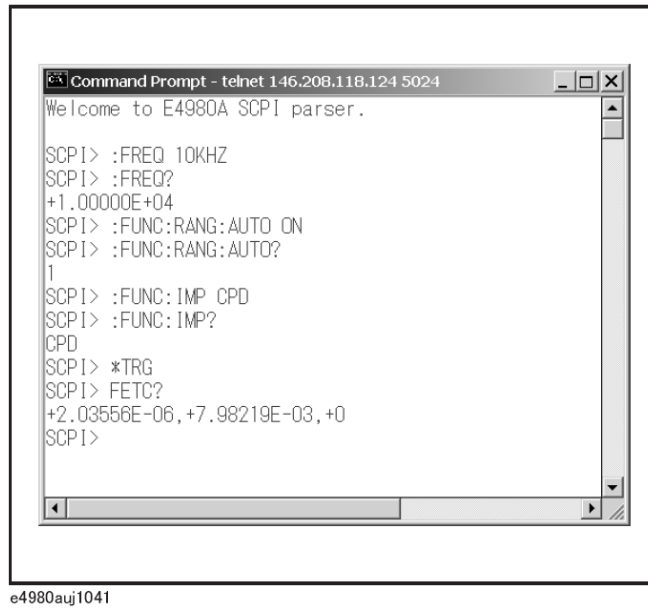 Command Prompt - telnet 146.208.118.124 5024
Welcome to E4980A SCPI parser.
SCPI> :FREQ 10KHZ
SCPI> :FREQ?
+1.00000E+04
SCPI> :FUNC:RANG:AUTO ON
SCPI> :FUNC:RANG:AUTO?
1
SCPI> :FUNC:IMP CPD
SCPI> :FUNC:IMP?
CPD
SCPI> *TRG
SCPI> FETC?
+2.03556E-06,+7.98219E-03,+0
SCPI>
e4980auj1041